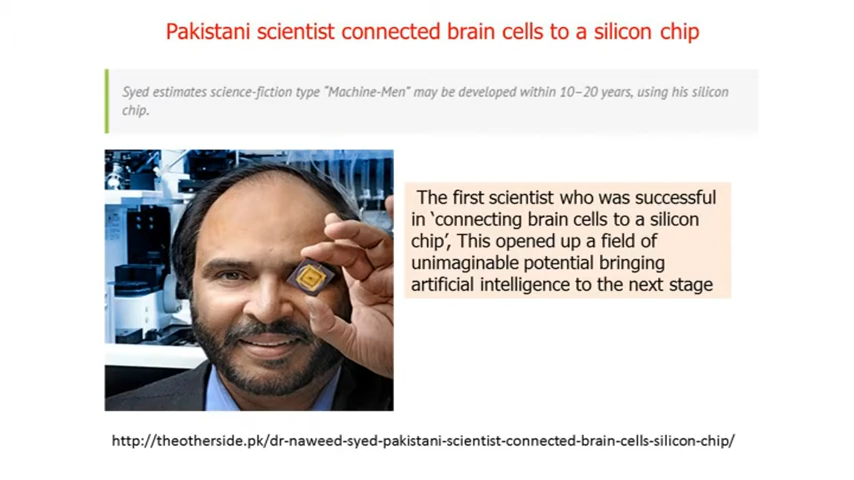 Pakistani scientist connected brain cells to a silicon chip
Syed estimates science-fiction type “Machine-Men” may be developed within 10–20 years, using his silicon
chip.
The first scientist who was successful
in ‘connecting brain cells to a silicon
chip’, This opened up a field of
unimaginable potential bringing
artificial intelligence to the next stage
http://theotherside.pk/dr-naweed-syed-pakistani-scientist-connected-brain-cells-silicon-chip/